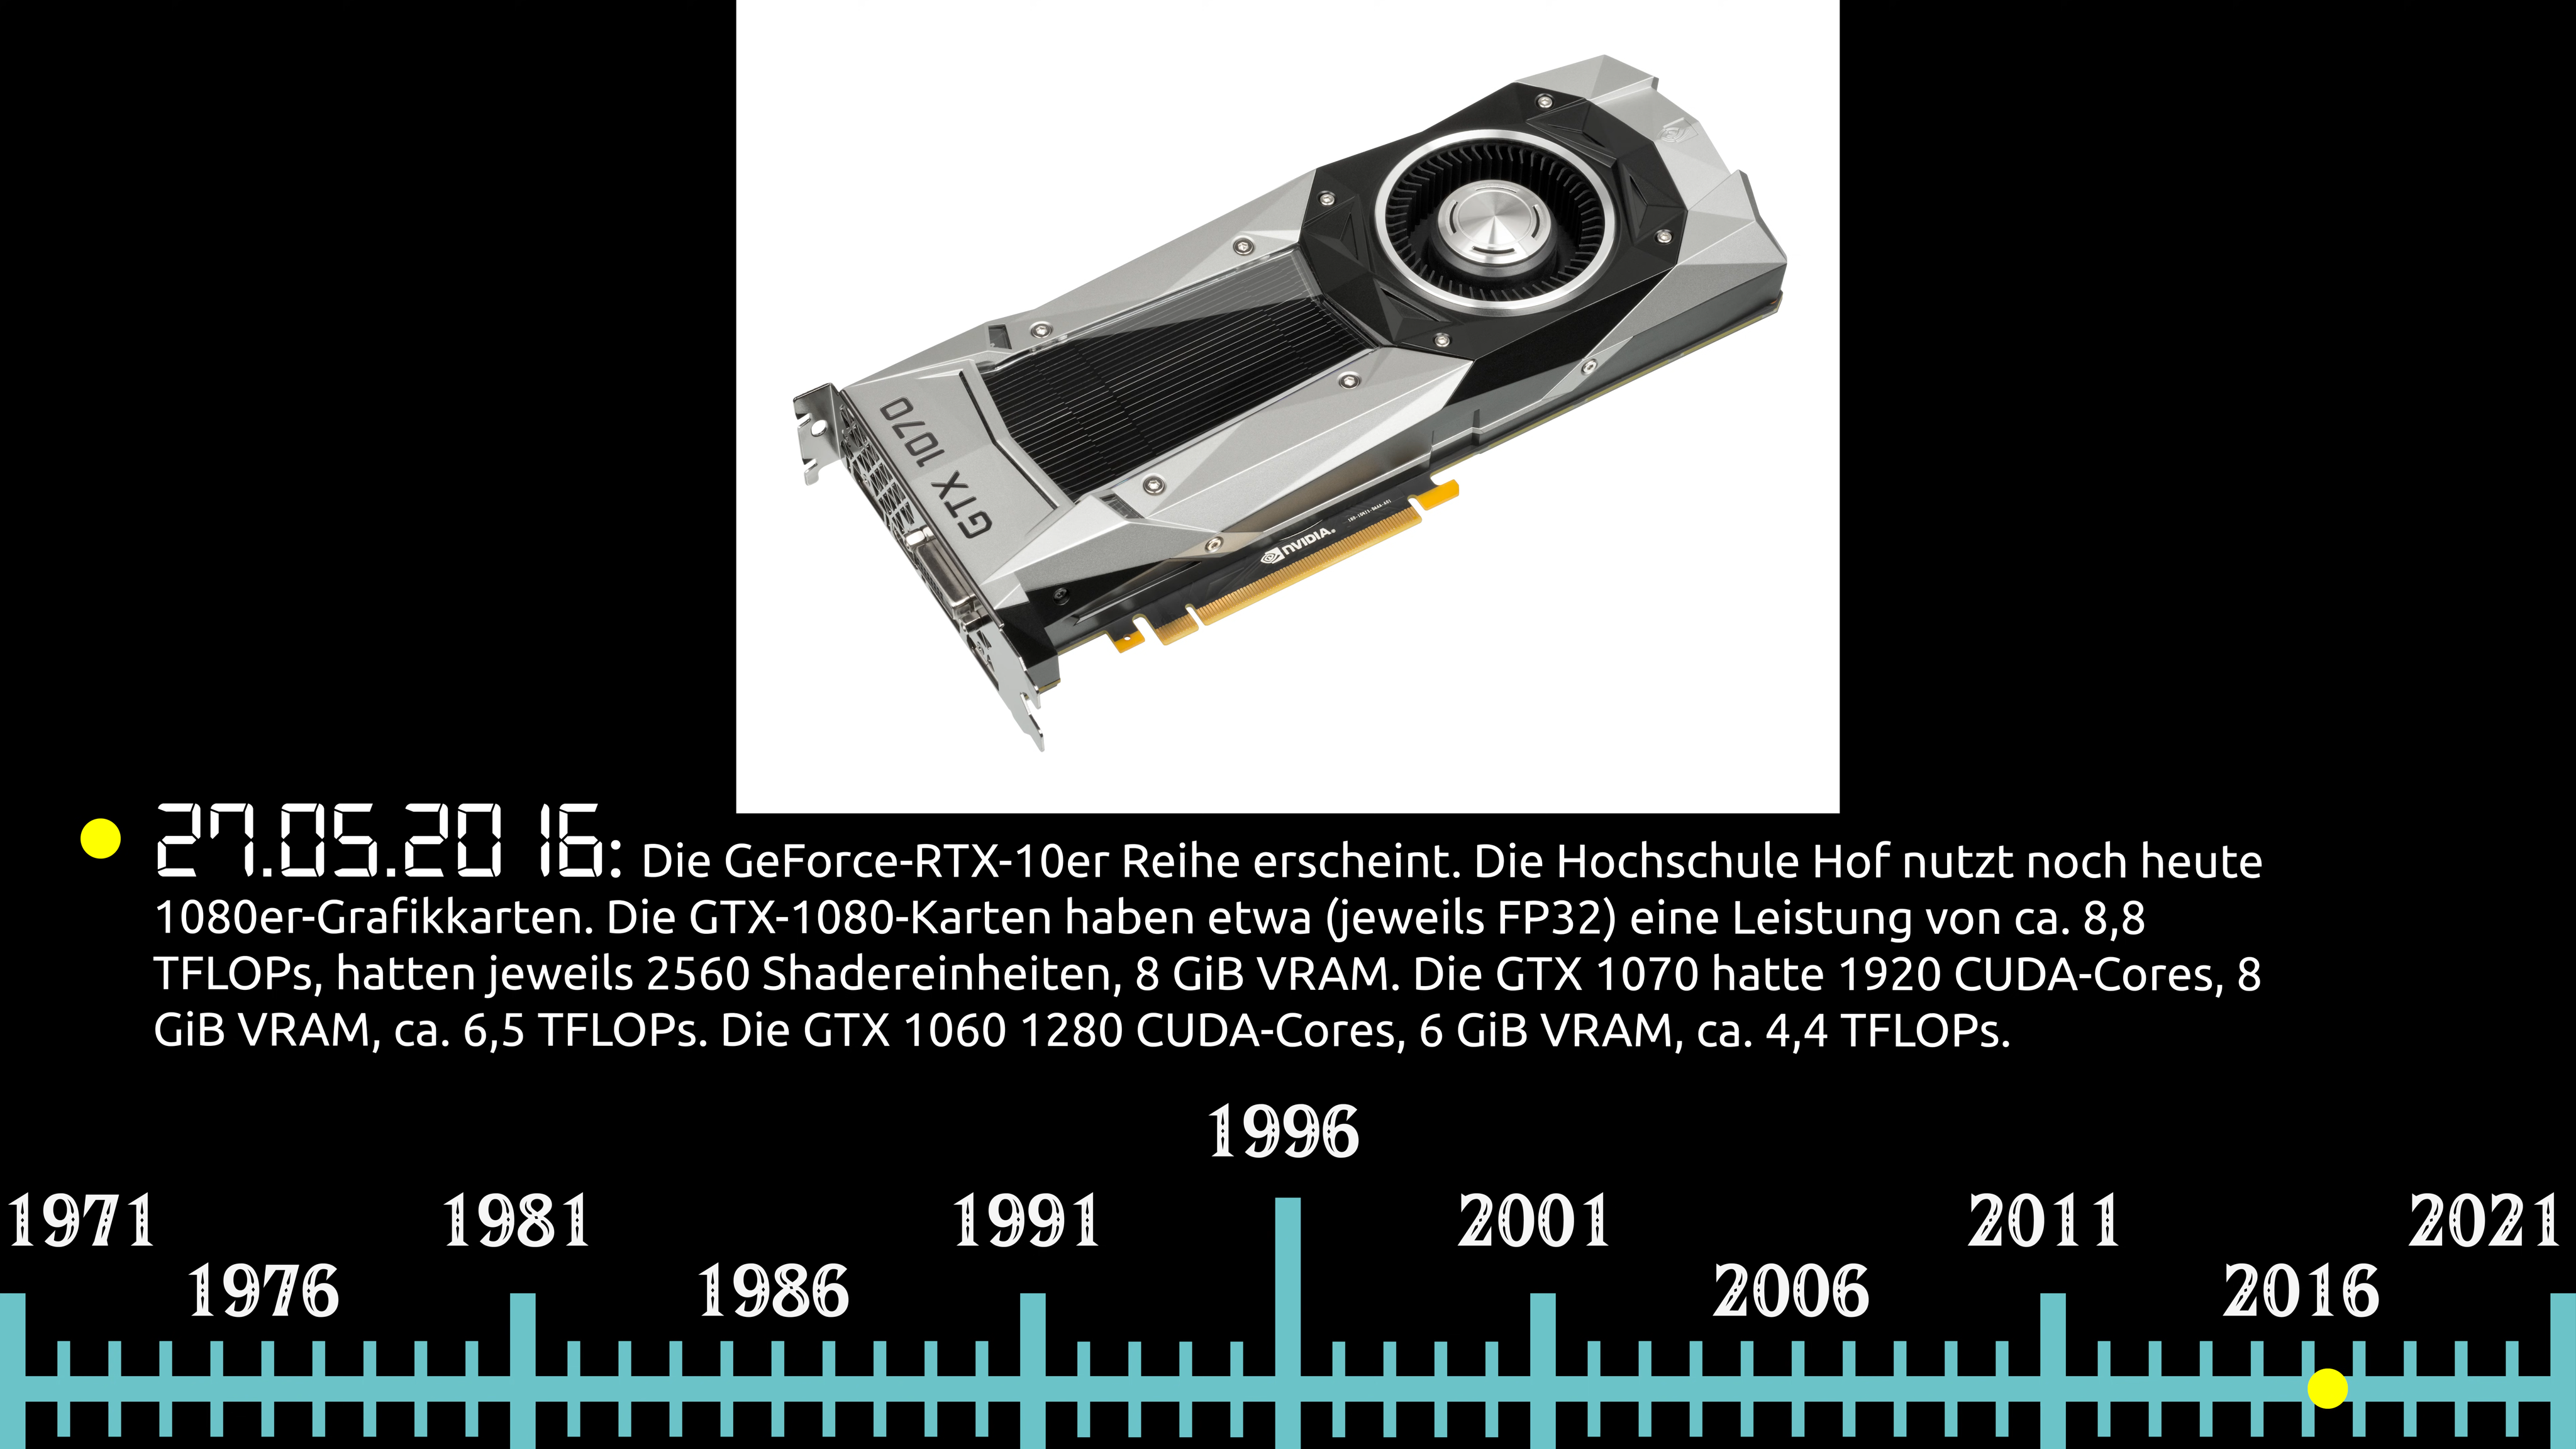 GTX 1070
NVIDIA
27.05.2016: Die GeForce-RTX-10er Reihe erscheint. Die Hochschule Hof nutzt noch heute
1080er-Grafikkarten. Die GTX-1080-Karten haben etwa (jeweils FP32) eine Leistung von ca. 8,8
TFLOPs, hatten jeweils 2560 Shadereinheiten, 8 GiB VRAM. Die GTX 1070 hatte 1920 CUDA-Cores, 8
GiB VRAM, ca. 6,5 TFLOPs. Die GTX 1060 1280 CUDA-Cores, 6 GiB VRAM, ca. 4,4 TFLOPs.
1996
1971 1981 1991 2001 2011 2021
1976 1986 2006 2016